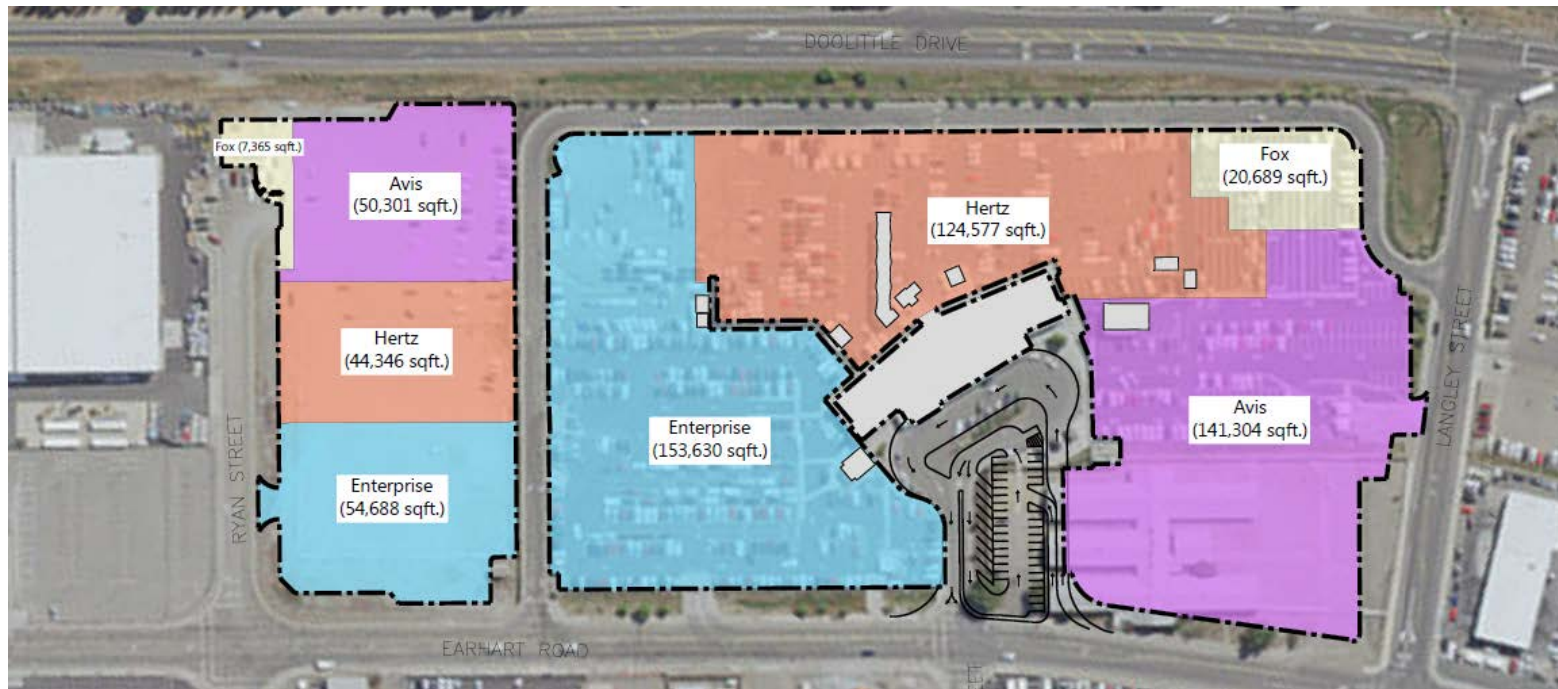 DOOLITTLE DRIVE
Fox (7,365 sqft.)
Avis
(50,301 sqft.)
Fox
(20,689 sqft.)
Hertz
(124,577 sqft.)
Hertz
(44,346 sqft.)
Avis
(141,304 sqft.)
LANGLEY STREET
Enterprise
(153,630 sqft.)
Enterprise
(54,688 sqft.)
RYAN STREET
EARHART ROAD